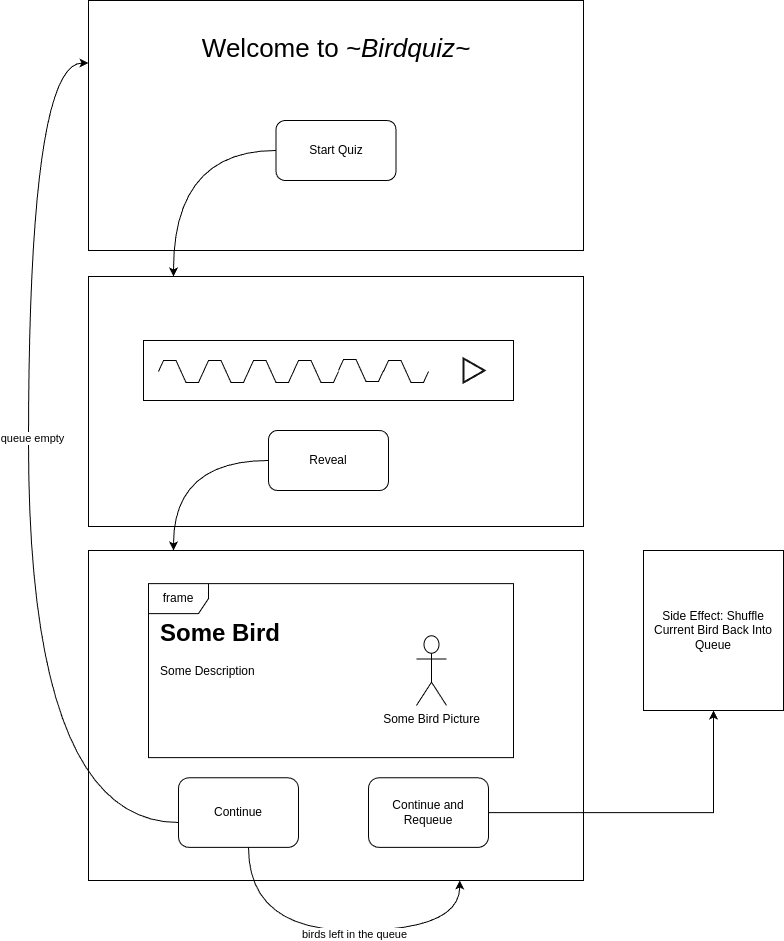 Welcome to ~Birdquiz~
Start Quiz
queue empty
Reveal
frame
Some Bird
Some Description
Some Bird Picture
Side Effect: Shuffle
Current Bird Back Into
Queue
Continue
Continue and
Requeue
birds left in the queue